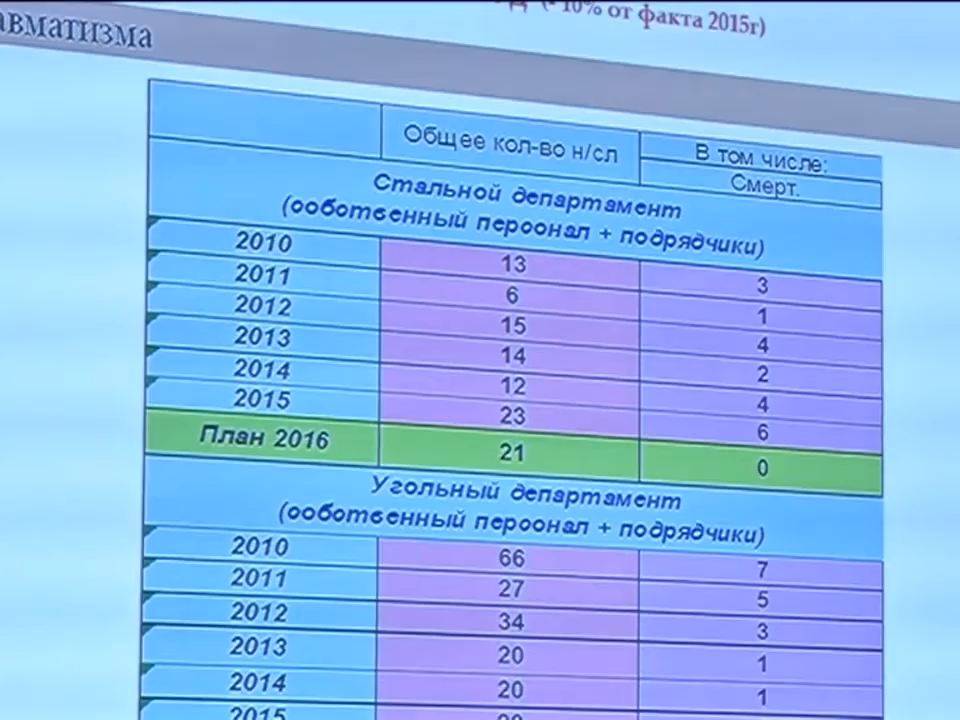 (- 10% от факта 2015г)
авматизма
Общее кол-во н/сл
В том числе:
Смерт.
Стальной департамент
(ооботвенный пероонал + подрядчики)
2010 13 3
2011 6 1
2012 15 4
2013 14 2
2014 12 4
2015 23 6
План 2016 21 0
Угольный департамент
(ооботвенный пероонал + подрядчики)
2010 66 7
2011 27 5
2012 34 3
2013 20 1
2014 20 1
2015